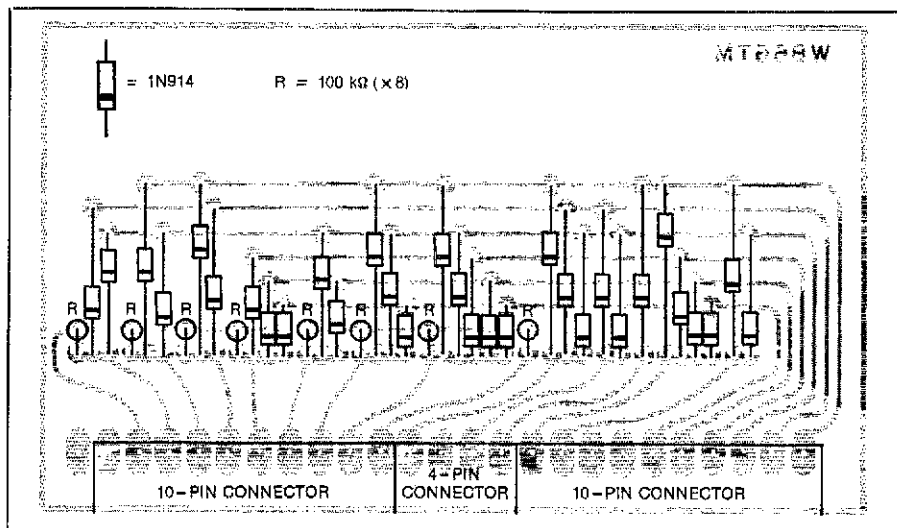 = 1N914
R = 100 kΩ (×8)
R R R R R R R
10-PIN CONNECTOR
4-PIN
CONNECTOR
10-PIN CONNECTOR